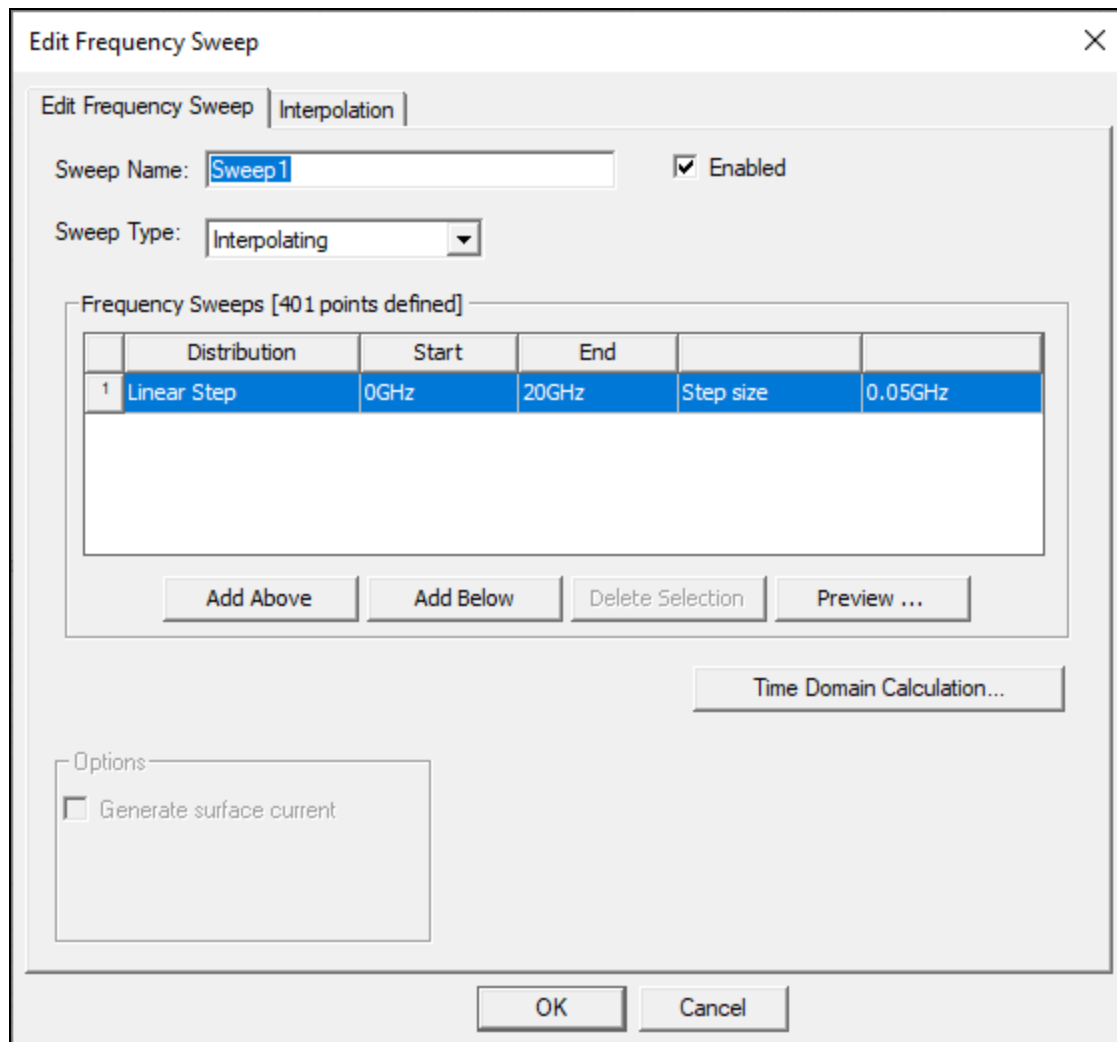 Edit Frequency Sweep
Edit Frequency Sweep Interpolation
Sweep Name: Sweep1 Enabled
Sweep Type: Interpolating
Frequency Sweeps [401 points defined]
Distribution Start End
1 Linear Step 0GHz 20GHz Step size 0.05GHz
Add Above Add Below Delete Selection Preview ...
Time Domain Calculation...
Options
Generate surface current
OK Cancel